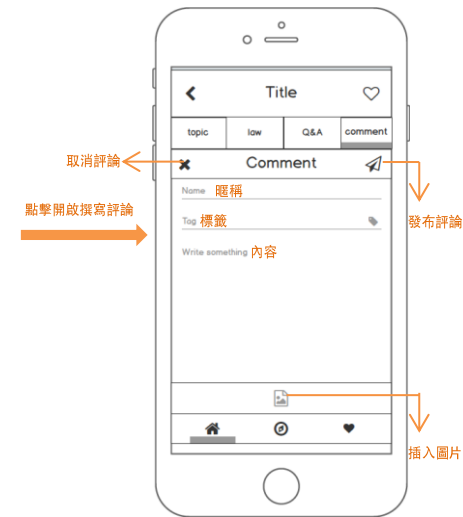 Title
topic
law
Q&A
comment
取消評論
Comment
點擊開啟撰寫評論
Name 暱稱
發布評論
Tag 標籤
Write something 內容
插入圖片